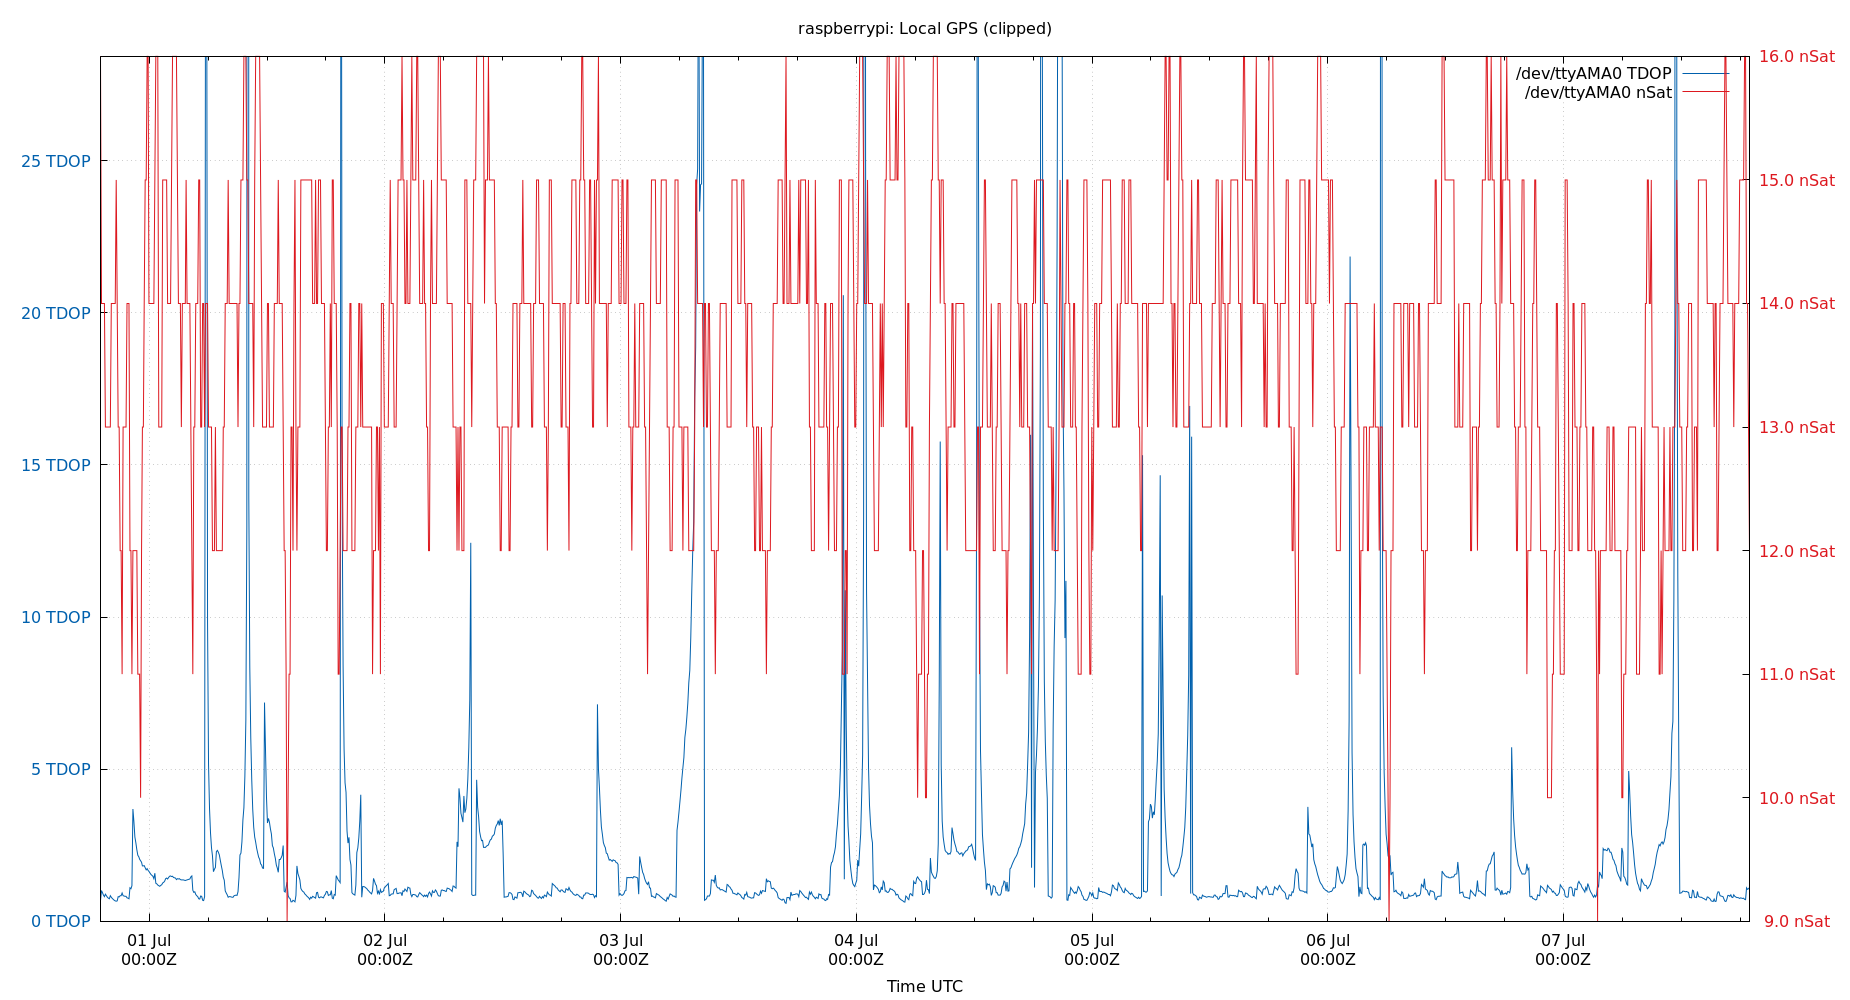 raspberrypi: Local GPS (clipped)
/dev/ttyAMA0 TDOP
/dev/ttyAMA0 nSat
25 TDOP
20 TDOP
15 TDOP
10 TDOP
5 TDOP
0 TDOP
16.0 nSat
15.0 nSat
14.0 nSat
13.0 nSat
12.0 nSat
11.0 nSat
10.0 nSat
9.0 nSat
01 Jul
00:00Z
02 Jul
00:00Z
03 Jul
00:00Z
04 Jul
00:00Z
05 Jul
00:00Z
06 Jul
00:00Z
07 Jul
00:00Z
Time UTC